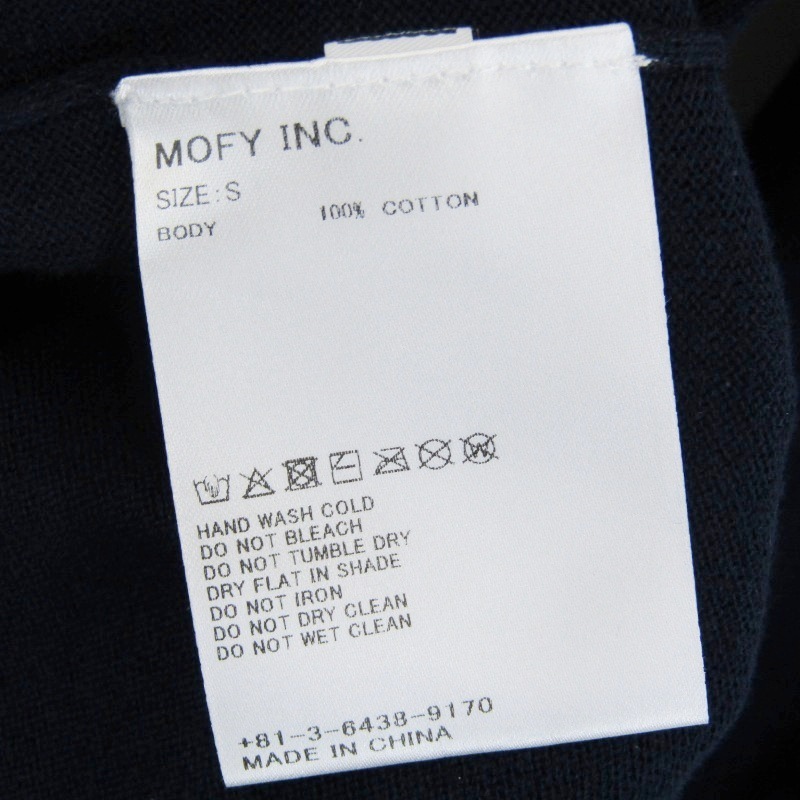 MOFY INC.
SIZE:S
BODY 100% COTTON
HAND WASH COLD
DO NOT BLEACH
DO NOT TUMBLE DRY
DRY FLAT IN SHADE
DO NOT IRON
DO NOT DRY CLEAN
DO NOT WET CLEAN
+81-3-6438-9170
MADE IN CHINA